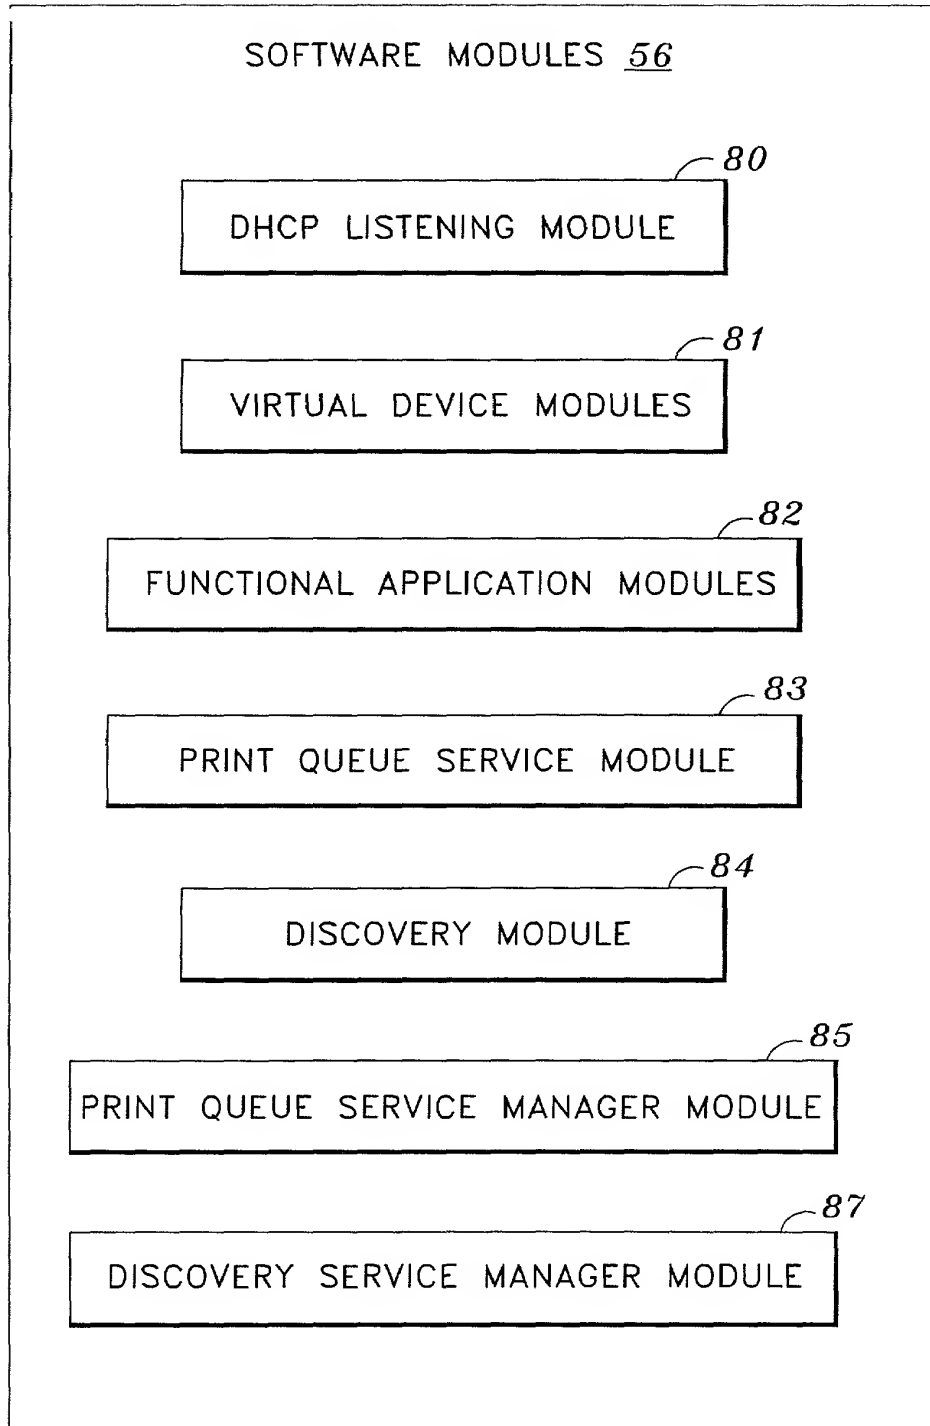 SOFTWARE MODULES 56
80
DHCP LISTENING MODULE
81
VIRTUAL DEVICE MODULES
82
FUNCTIONAL APPLICATION MODULES
83
PRINT QUEUE SERVICE MODULE
84
DISCOVERY MODULE
85
PRINT QUEUE SERVICE MANAGER MODULE
87
DISCOVERY SERVICE MANAGER MODULE